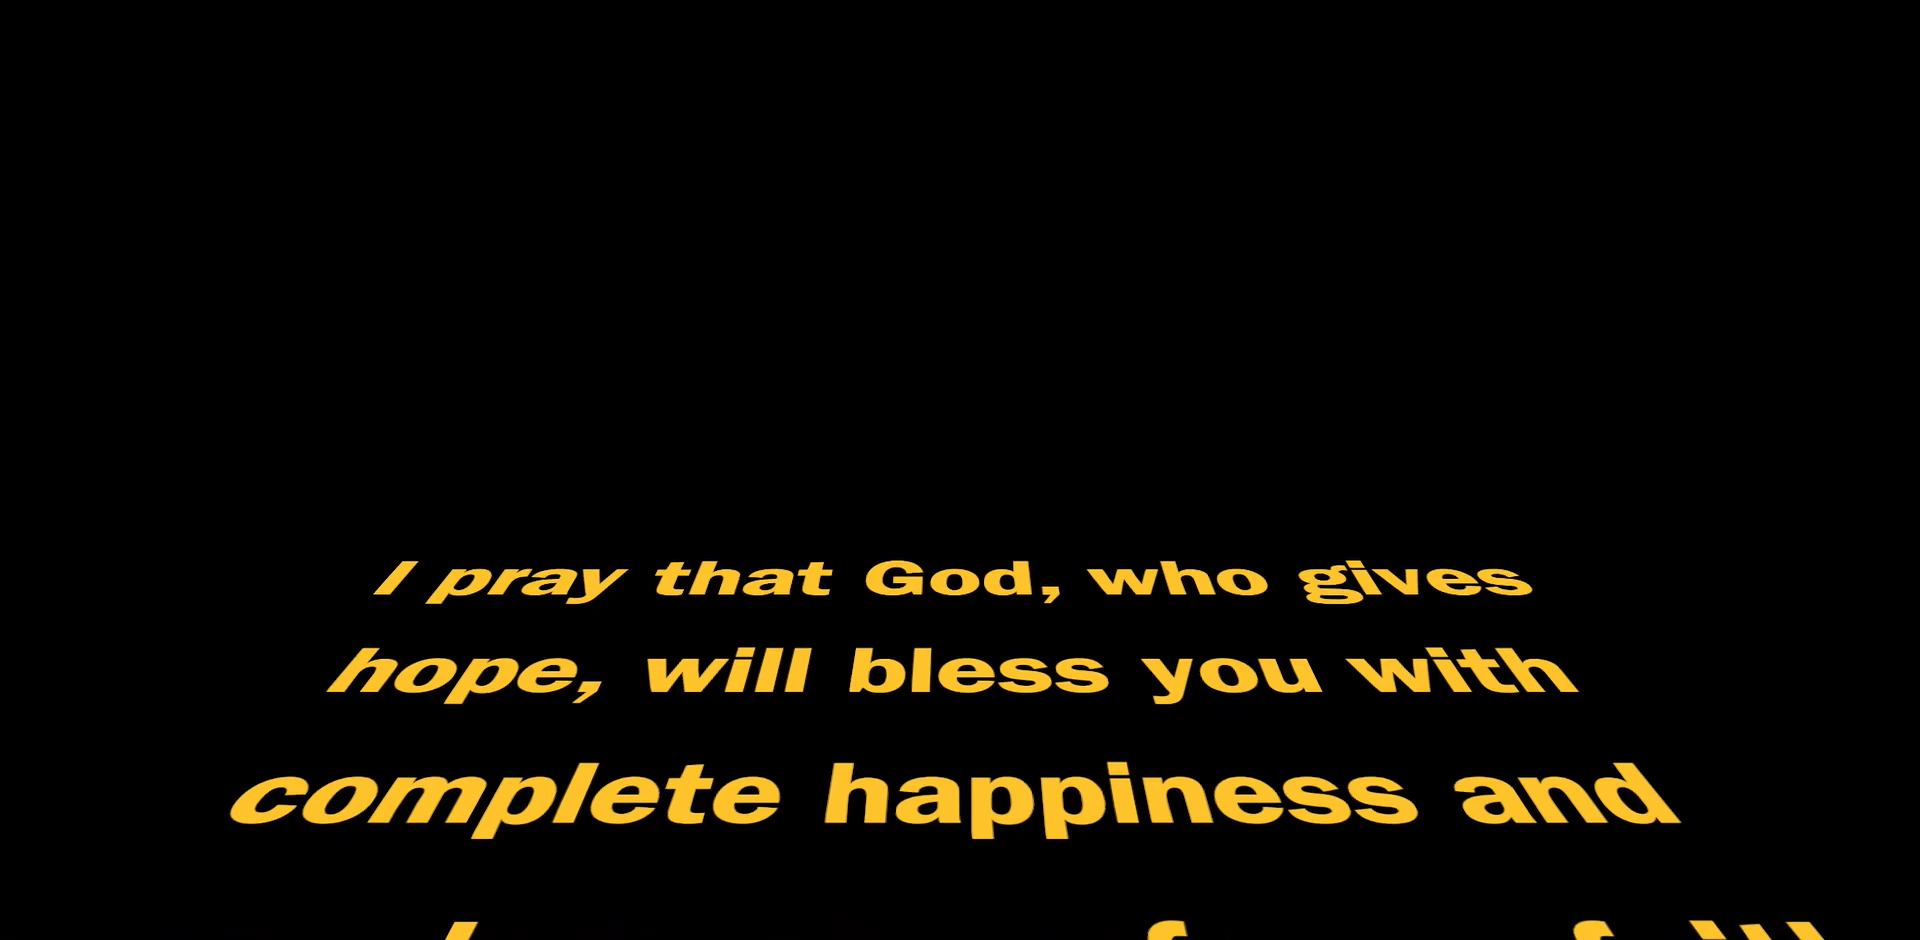 I pray that God, who gives
hope, will bless you with
complete happiness and